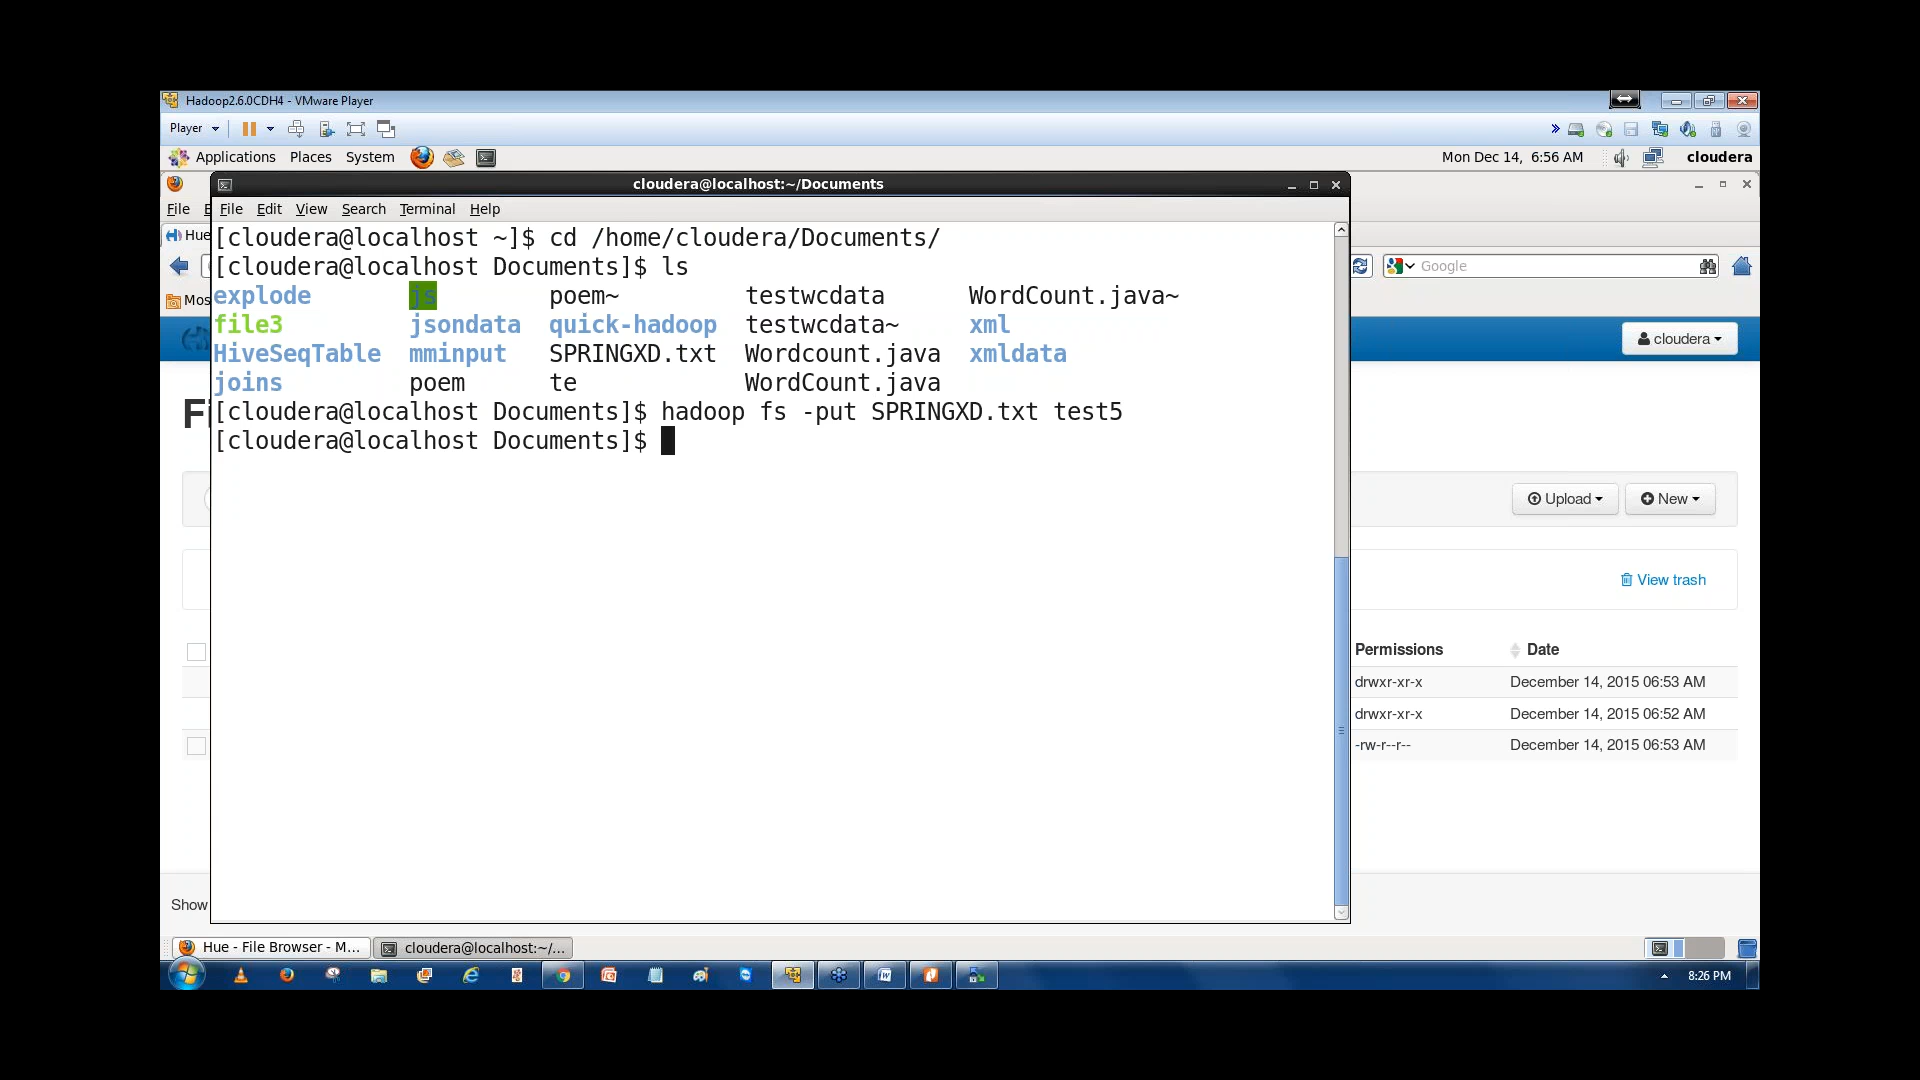 Hadoop2.6.0CDH4 - VMware Player
Player
Applications Places System Mon Dec 14, 6:56 AM cloudera
cloudera@localhost:~/Documents
File File Edit View Search Terminal Help
Hue
[cloudera@localhost ~]$ cd /home/cloudera/Documents/
[cloudera@localhost Documents]$ ls
Google
explode js poem~ testwcdata WordCount.java~
file3 jsondata quick-hadoop testwcdata~ xml
HiveSeqTable mminput SPRINGXD.txt Wordcount.java xmldata
joins poem te WordCount.java
[cloudera@localhost Documents]$ hadoop fs -put SPRINGXD.txt test5
[cloudera@localhost Documents]$
cloudera
Upload New
View trash
Permissions Date
drwxr-xr-x December 14, 2015 06:53 AM
drwxr-xr-x December 14, 2015 06:52 AM
-rw-r--r-- December 14, 2015 06:53 AM
Show
Hue - File Browser - M... cloudera@localhost:~/...
8:26 PM